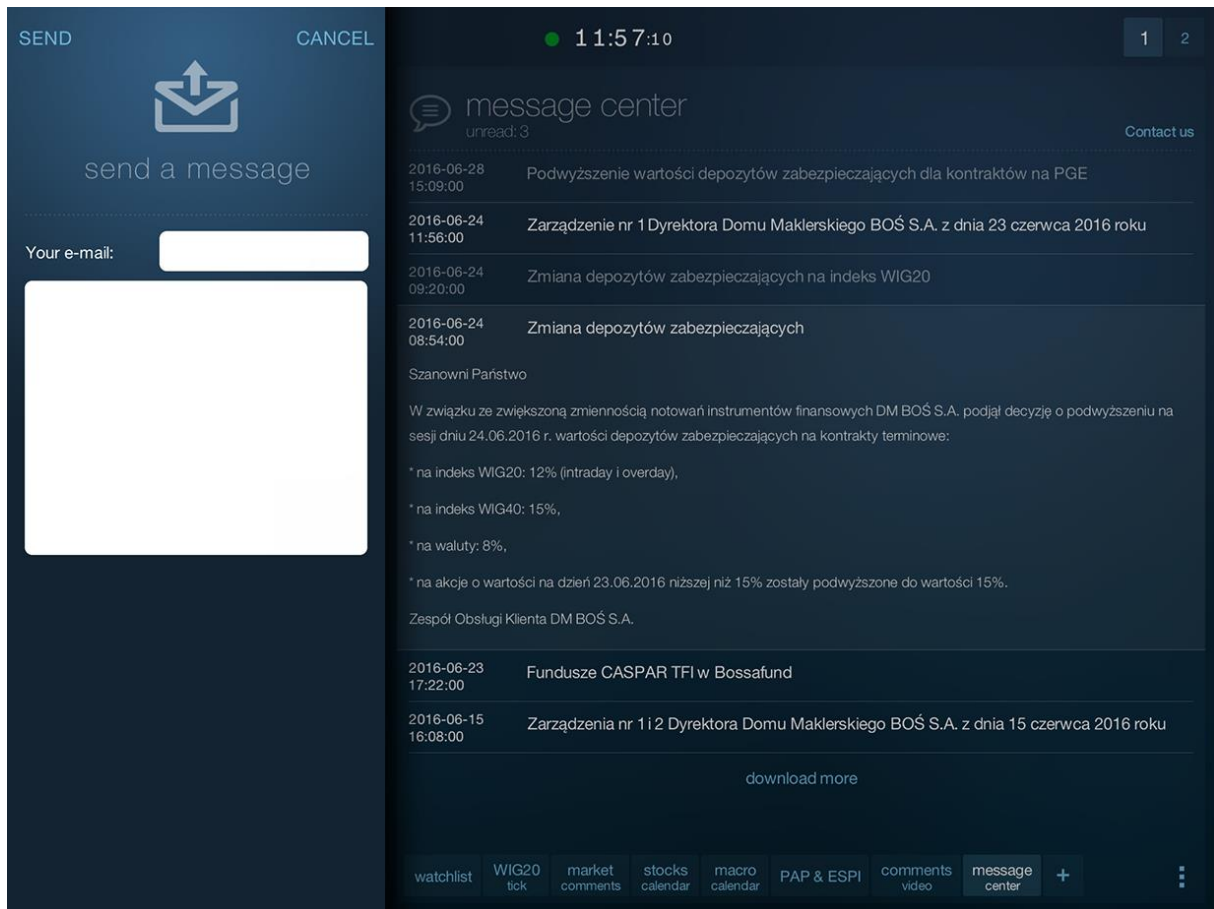 SEND CANCEL
send a message
Your e-mail:
11:57:10
1 2
message center
unread: 3
Contact us
2016-06-28 15:09:00 Podwyższenie wartości depozytów zabezpieczających dla kontraktów na PGE
2016-06-24 11:56:00 Zarządzenie nr 1 Dyrektora Domu Maklerskiego BOŚ S.A. z dnia 23 czerwca 2016 roku
2016-06-24 09:20:00 Zmiana depozytów zabezpieczających na indeks WIG20
2016-06-24 08:54:00 Zmiana depozytów zabezpieczających
Szanowni Państwo
W związku ze zwiększoną zmiennością notowań instrumentów finansowych DM BOŚ S.A. podjął decyzję o podwyższeniu na
sesji dniu 24.06.2016 r. wartości depozytów zabezpieczających na kontrakty terminowe:
* na indeks WIG20: 12% (intraday i overday),
* na indeks WIG40: 15%,
* na waluty: 8%,
* na akcje o wartości na dzień 23.06.2016 niższej niż 15% zostały podwyższone do wartości 15%.
Zespół Obsługi Klienta DM BOŚ S.A.
2016-06-23 17:22:00 Fundusze CASPAR TFI w Bossafund
2016-06-15 16:08:00 Zarządzenia nr 1 i 2 Dyrektora Domu Maklerskiego BOŚ S.A. z dnia 15 czerwca 2016 roku
download more
watchlist WIG20 tick market comments stocks calendar macro calendar PAP & ESPI comments video message center +